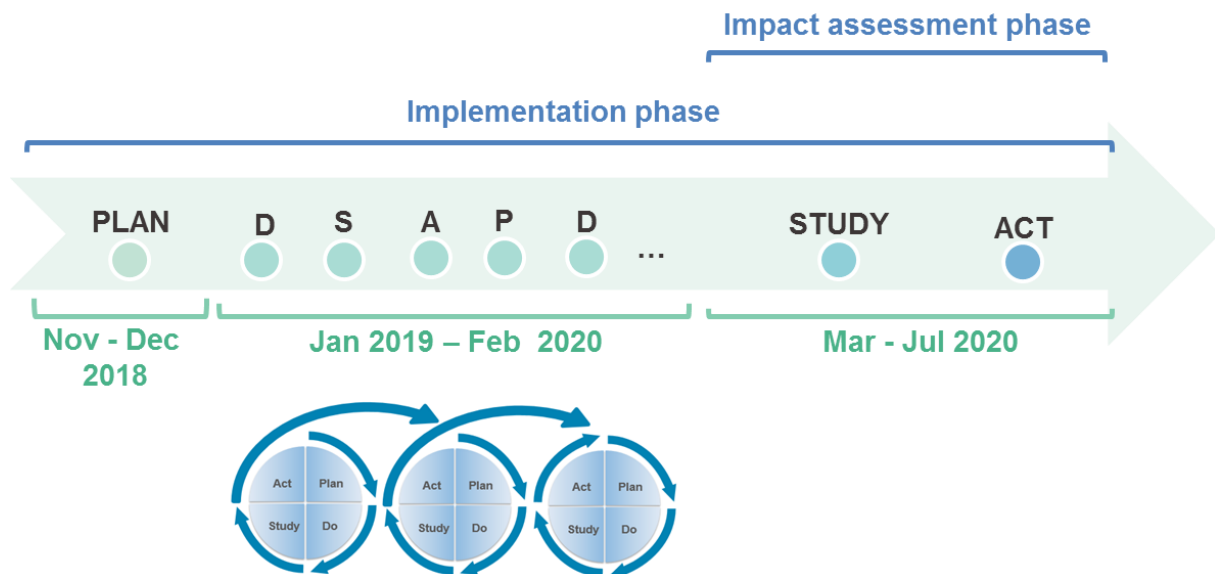 Impact assessment phase
Implementation phase
PLAN D S A P D ... STUDY ACT
Nov - Dec
2018
Jan 2019 – Feb 2020
Mar - Jul 2020
Act Plan
Study Do
Act Plan
Study Do
Act Plan
Study Do